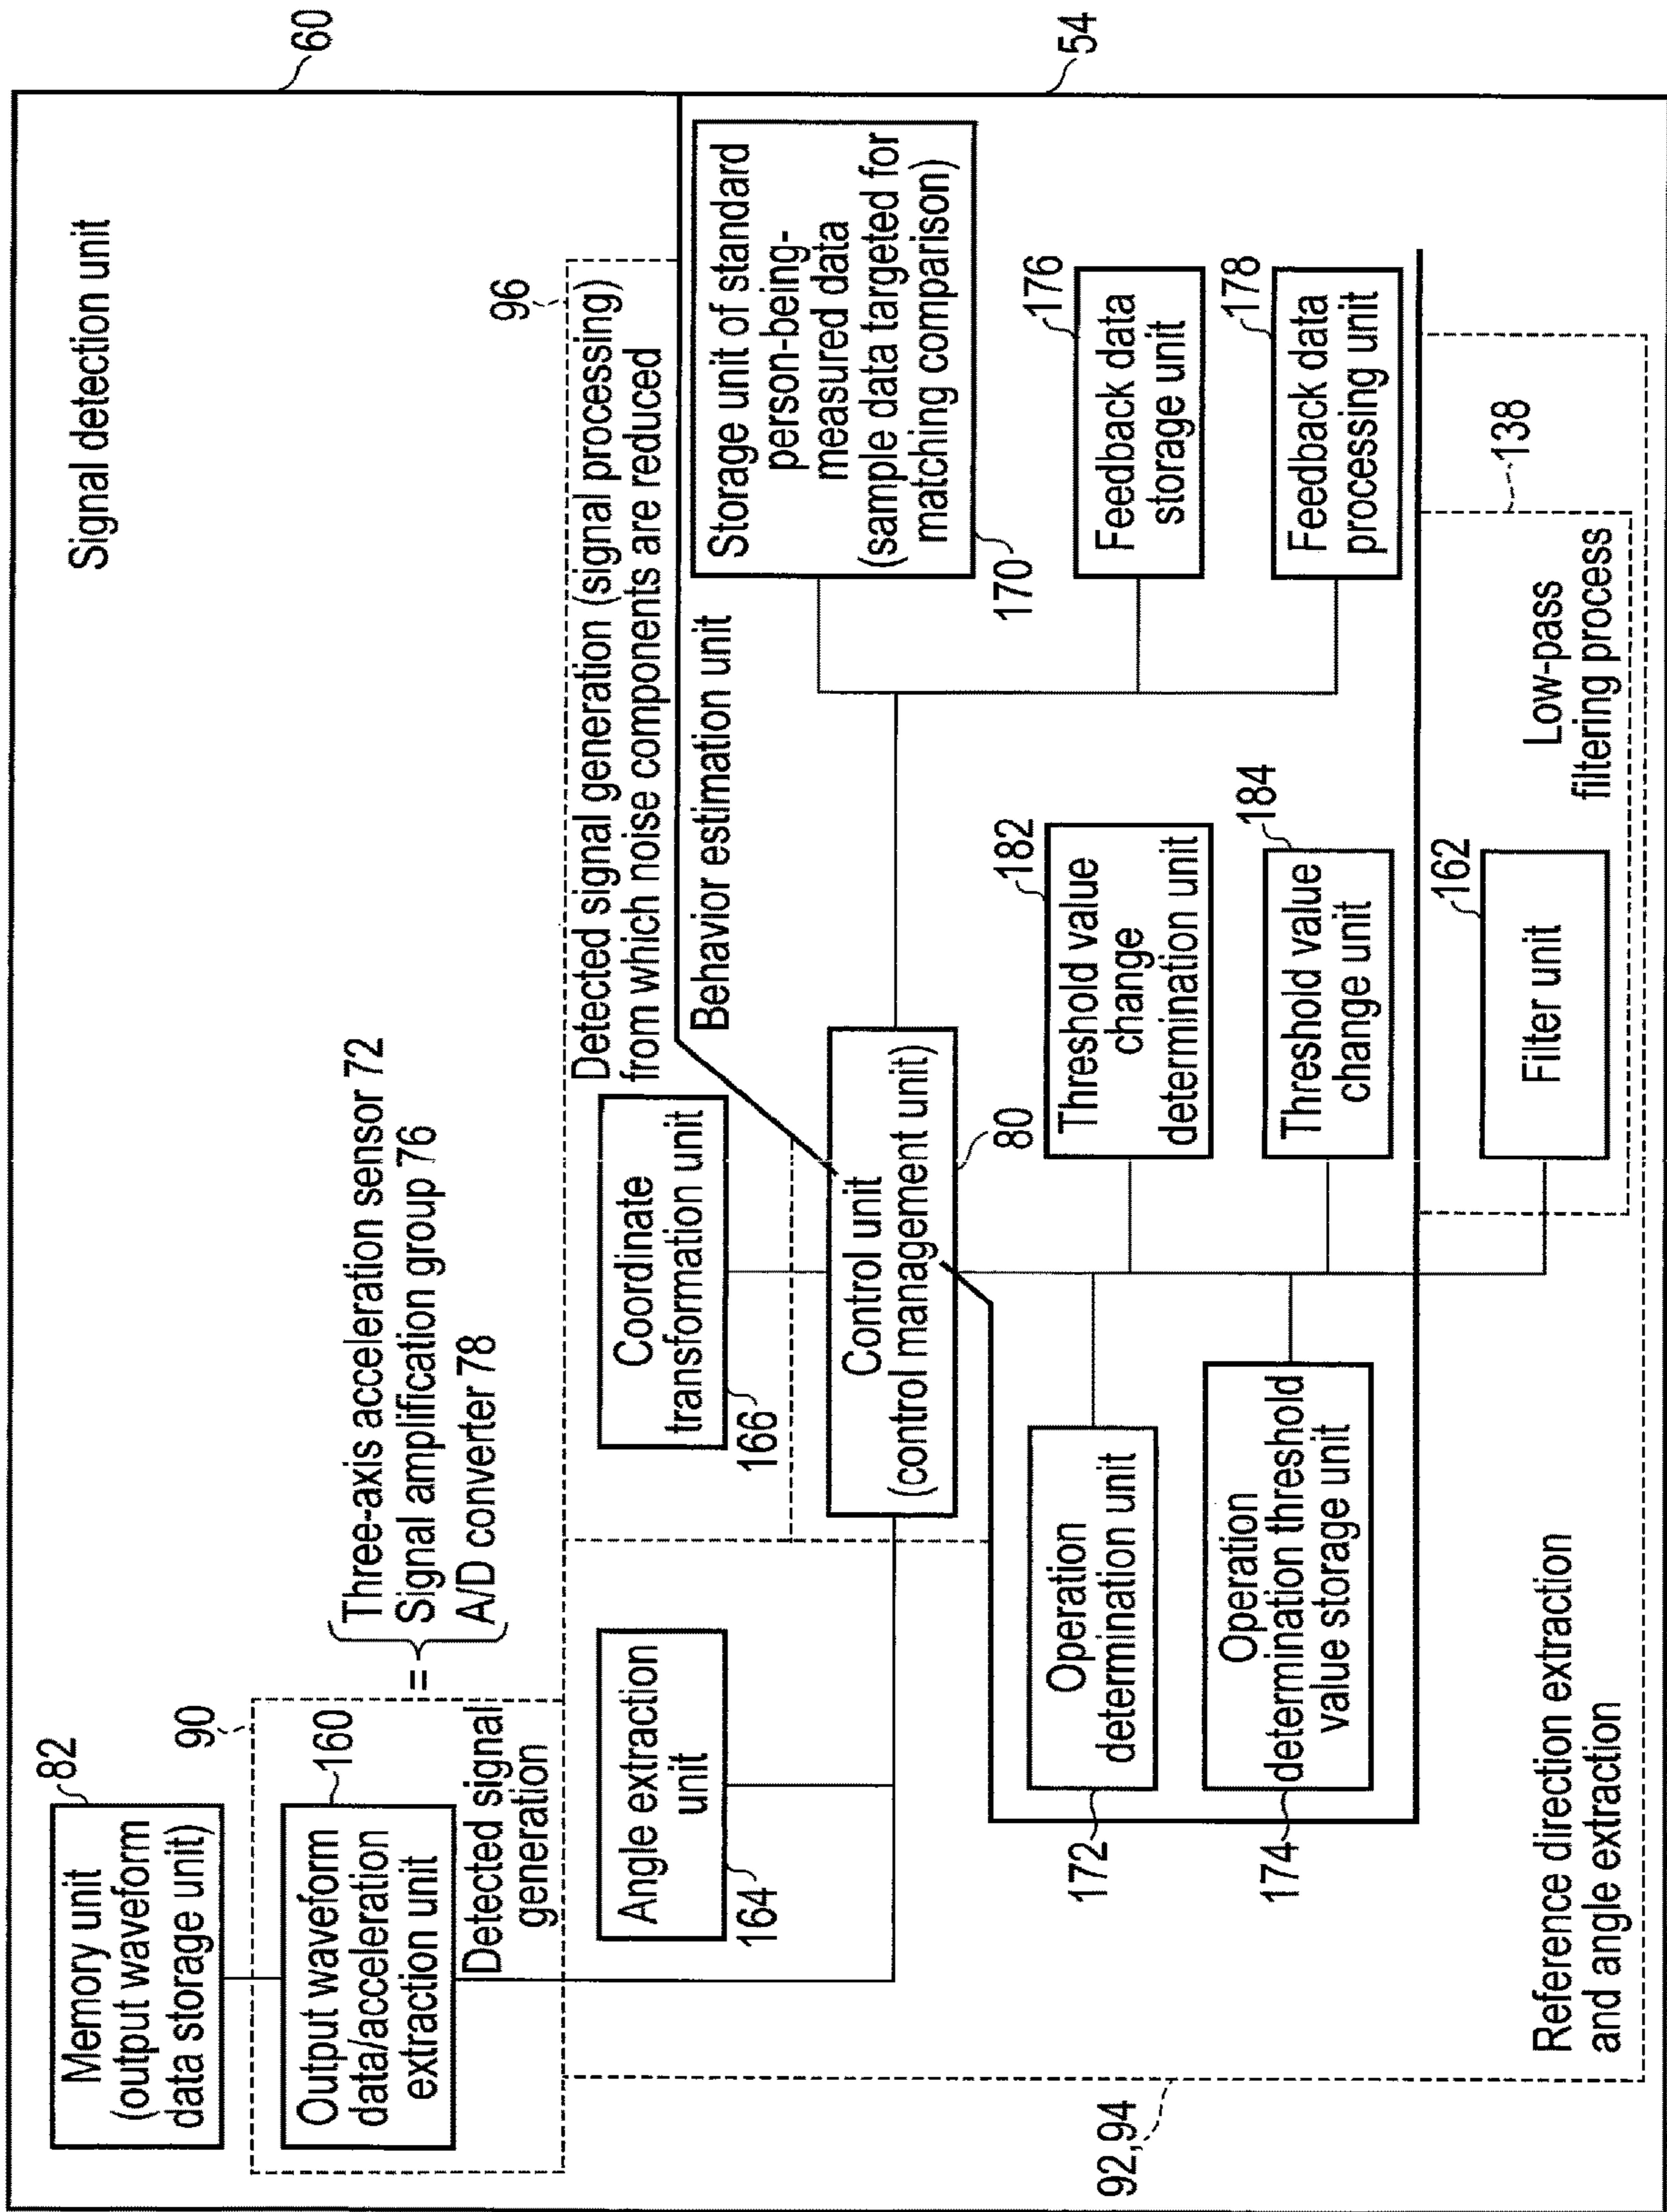 60
Signal detection unit
82
Memory unit
(output waveform
data storage unit)
90
160
Output waveform
data/acceleration
extraction unit
Detected signal
generation
=
Three-axis acceleration sensor 72
Signal amplification group 76
A/D converter 78
96
Detected signal generation (signal processing)
from which noise components are reduced
Angle extraction
unit
164
Coordinate
transformation unit
166
Behavior estimation unit
54
Control unit
(control management unit)
80
Storage unit of standard
person-being-
measured data
(sample data targeted for
matching comparison)
170
Operation
determination unit
172
Operation
determination threshold
value storage unit
174
182
Threshold value
change
determination unit
184
Threshold value
change unit
176
Feedback data
storage unit
178
Feedback data
processing unit
138
Low-pass
filtering process
162
Filter unit
Reference direction extraction
and angle extraction
92,94